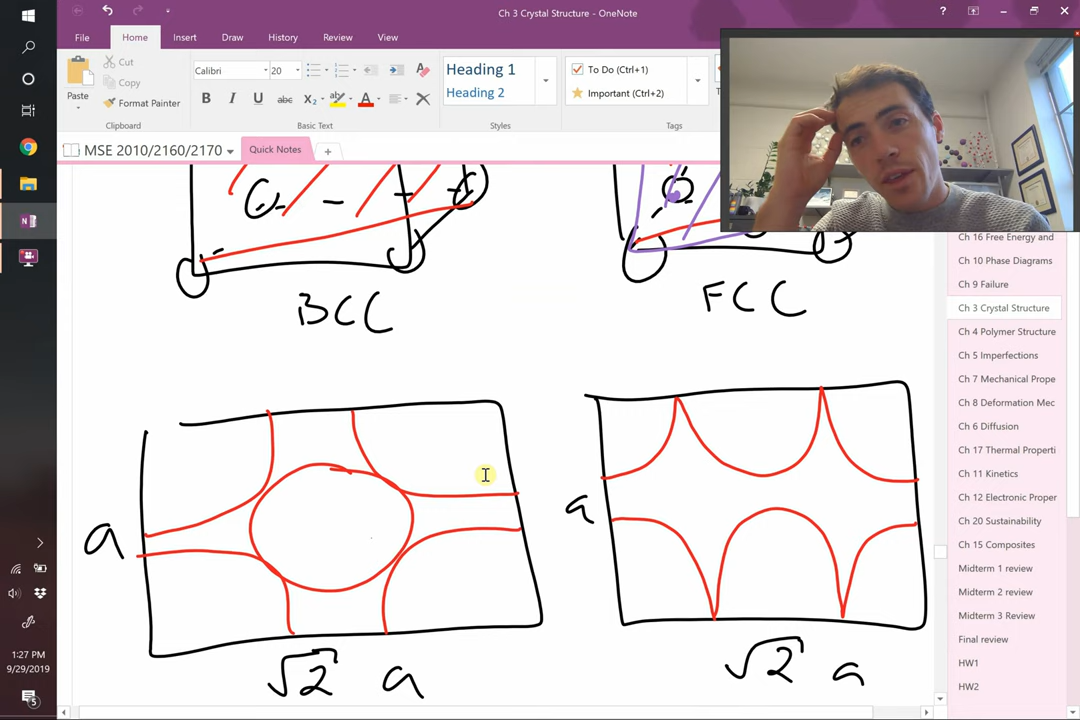 Ch 3 Crystal Structure - OneNote
File Home Insert Draw History Review View
Cut
Copy
Paste
Format Painter
Clipboard
Calibri 20
B I U abc X₂ A
Basic Text
Heading 1
Heading 2
Styles
To Do (Ctrl+1)
Important (Ctrl+2)
Tags
MSE 2010/2160/2170 Quick Notes +
Ch 16 Free Energy and
Ch 10 Phase Diagrams
Ch 9 Failure
Ch 3 Crystal Structure
Ch 4 Polymer Structure
Ch 5 Imperfections
Ch 7 Mechanical Prope
Ch 8 Deformation Mec
Ch 6 Diffusion
Ch 17 Thermal Properti
Ch 11 Kinetics
Ch 12 Electronic Proper
Ch 20 Sustainability
Ch 15 Composites
Midterm 1 review
Midterm 2 review
Midterm 3 Review
Final review
HW1
HW2
BCC
FCC
a
√2 a
a
√2 a
1:27 PM
9/29/2019
5